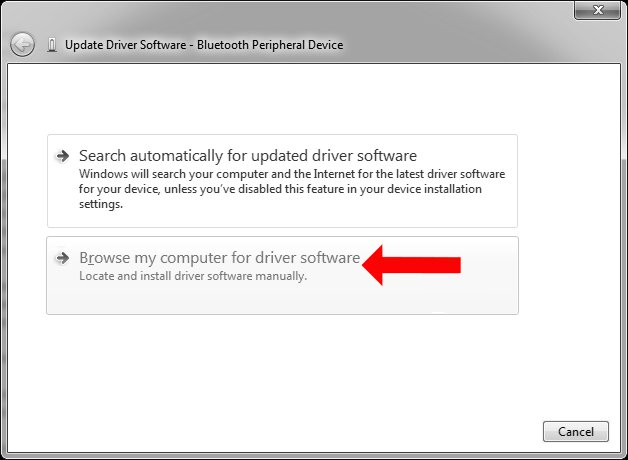 Update Driver Software - Bluetooth Peripheral Device
Search automatically for updated driver software
Windows will search your computer and the Internet for the latest driver software
for your device, unless you've disabled this feature in your device installation
settings.
Browse my computer for driver software
Locate and install driver software manually.
Cancel